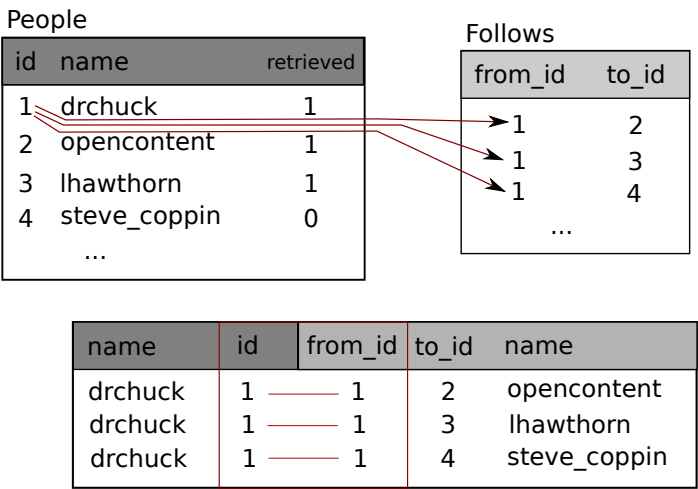 People
id name retrieved
1 drchuck 1
2 opencontent 1
3 lhawthorn 1
4 steve_coppin 0
...
Follows
from_id to_id
1 2
1 3
1 4
...
name id from_id to_id name
drchuck 1 1 2 opencontent
drchuck 1 1 3 lhawthorn
drchuck 1 1 4 steve_coppin